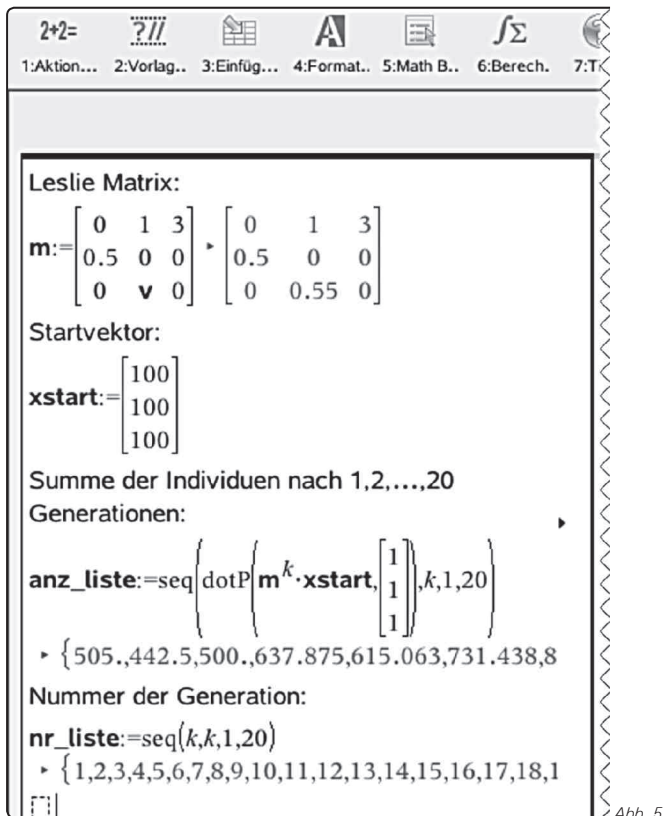 2+2=
1:Aktion... 2:Vorlag.. 3:Einfüg... 4:Format.. 5:Math B.. 6:Berech. 7:T
Leslie Matrix:
m:=[0 1 3; 0.5 0 0; 0 v 0] ▸ [0 1 3; 0.5 0 0; 0 0.55 0]
Startvektor:
xstart:=[100; 100; 100]
Summe der Individuen nach 1,2,...,20
Generationen:
anz_liste:=seq(dotP(m^k·xstart,[1; 1; 1]),k,1,20)
▸ {505.,442.5,500.,637.875,615.063,731.438,8
Nummer der Generation:
nr_liste:=seq(k,k,1,20)
▸ {1,2,3,4,5,6,7,8,9,10,11,12,13,14,15,16,17,18,1
Abb. 5